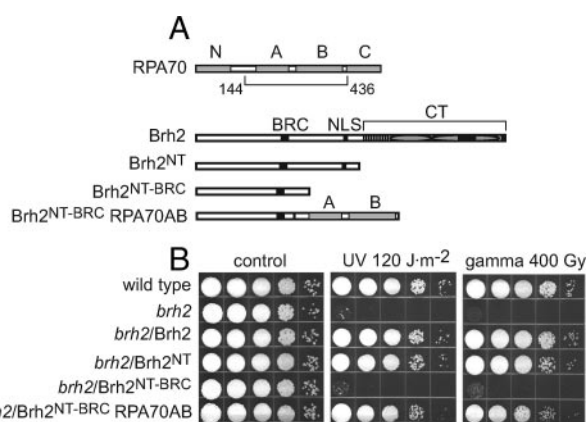 A
N A B C
RPA70
144 436
CT
BRC NLS
Brh2
Brh2NT
Brh2NT-BRC
A B
Brh2NT-BRC RPA70AB
B control UV 120 J·m-2 gamma 400 Gy
wild type
brh2
brh2/Brh2
brh2/Brh2NT
brh2/Brh2NT-BRC
h2/Brh2NT-BRC RPA70AB